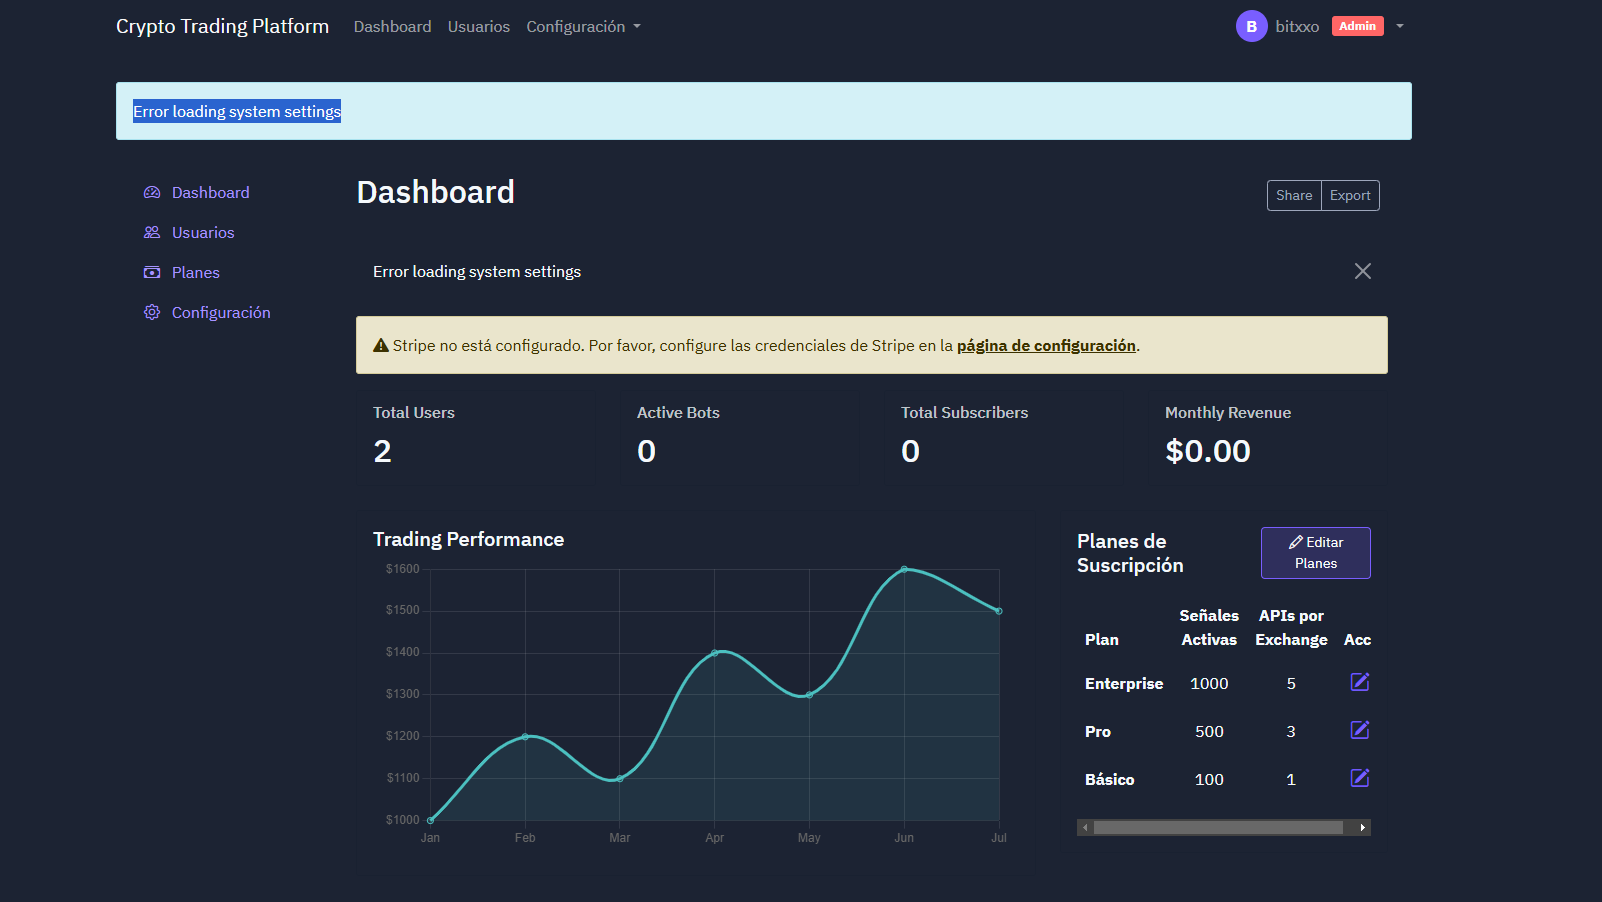 Crypto Trading Platform Dashboard Usuarios Configuración B bitxxo Admin
Error loading system settings
Dashboard
Usuarios
Planes
Configuración
Dashboard
Share Export
Error loading system settings
Stripe no está configurado. Por favor, configure las credenciales de Stripe en la página de configuración.
Total Users
2
Active Bots
0
Total Subscribers
0
Monthly Revenue
$0.00
Trading Performance
$1600
$1500
$1400
$1300
$1200
$1100
$1000
Jan Feb Mar Apr May Jun Jul
Planes de
Suscripción
Editar
Planes
Plan Señales Activas APIs por Exchange Acc
Enterprise 1000 5
Pro 500 3
Básico 100 1